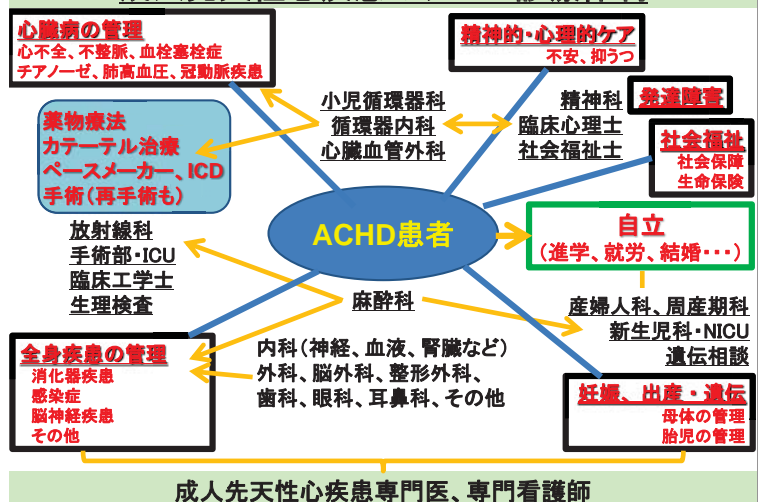 心臓病の管理
心不全、不整脈、血栓塞栓症
チアノーゼ、肺高血圧、冠動脈疾患
精神的・心理的ケア
不安、抑うつ
小児循環器科
循環器内科
心臓血管外科
精神科
臨床心理士
社会福祉士
発達障害
薬物療法
カテーテル治療
ペースメーカー、ICD
手術(再手術も)
社会福祉
社会保障
生命保険
ACHD患者
自立
(進学、就労、結婚・・・)
放射線科
手術部・ICU
臨床工学士
生理検査
麻酔科
産婦人科、周産期科
新生児科・NICU
遺伝相談
全身疾患の管理
消化器疾患
感染症
脳神経疾患
その他
内科(神経、血液、腎臓など)
外科、脳外科、整形外科、
歯科、眼科、耳鼻科、その他
妊娠、出産・遺伝
母体の管理
胎児の管理
成人先天性心疾患専門医、専門看護師